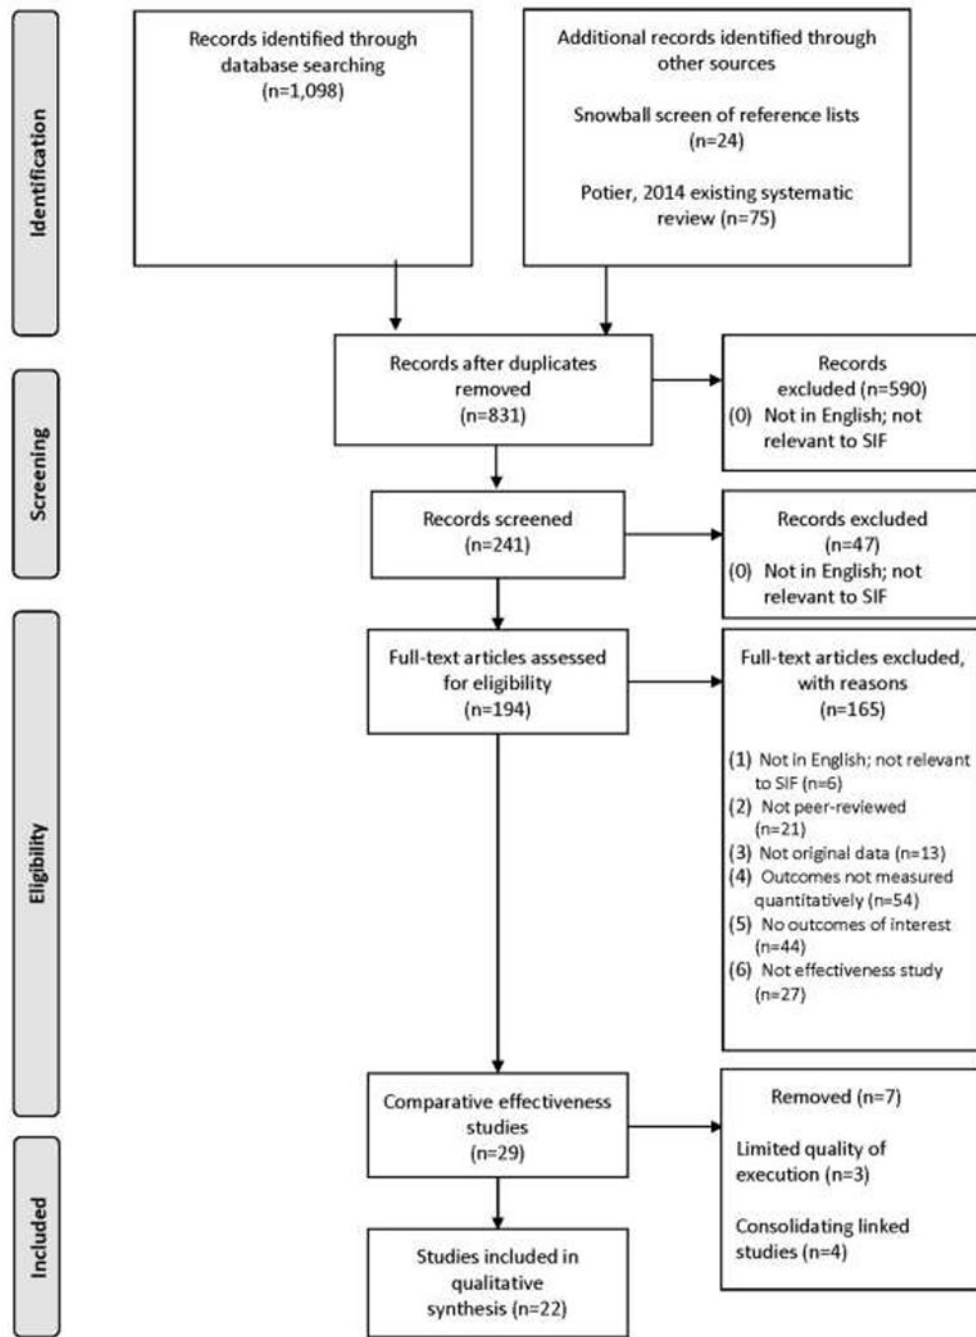 Identification
Records identified through
database searching
(n=1,098)
Additional records identified through
other sources
Snowball screen of reference lists
(n=24)
Potier, 2014 existing systematic
review (n=75)
Screening
Records after duplicates
removed
(n=831)
Records
excluded (n=590)
(0) Not in English; not
relevant to SIF
Records screened
(n=241)
Records excluded
(n=47)
(0) Not in English; not
relevant to SIF
Eligibility
Full-text articles assessed
for eligibility
(n=194)
Full-text articles excluded,
with reasons
(n=165)
(1) Not in English; not relevant
to SIF (n=6)
(2) Not peer-reviewed
(n=21)
(3) Not original data (n=13)
(4) Outcomes not measured
quantitatively (n=54)
(5) No outcomes of interest
(n=44)
(6) Not effectiveness study
(n=27)
Comparative effectiveness
studies
(n=29)
Removed (n=7)
Limited quality of
execution (n=3)
Consolidating linked
studies (n=4)
Included
Studies included in
qualitative
synthesis (n=22)